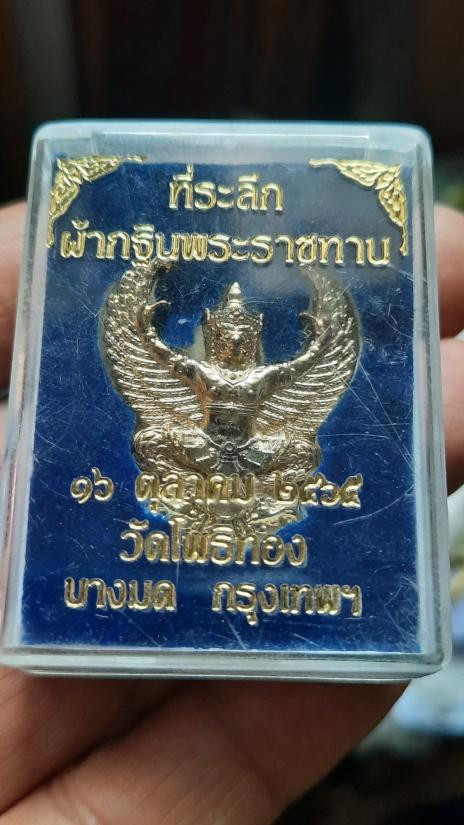 ที่ระลึก
ผ้ากฐินพระราชทาน
๑๖ ตุลาคม ๒๕๖๕
วัดโพธิทอง
บางมด กรุงเทพฯ